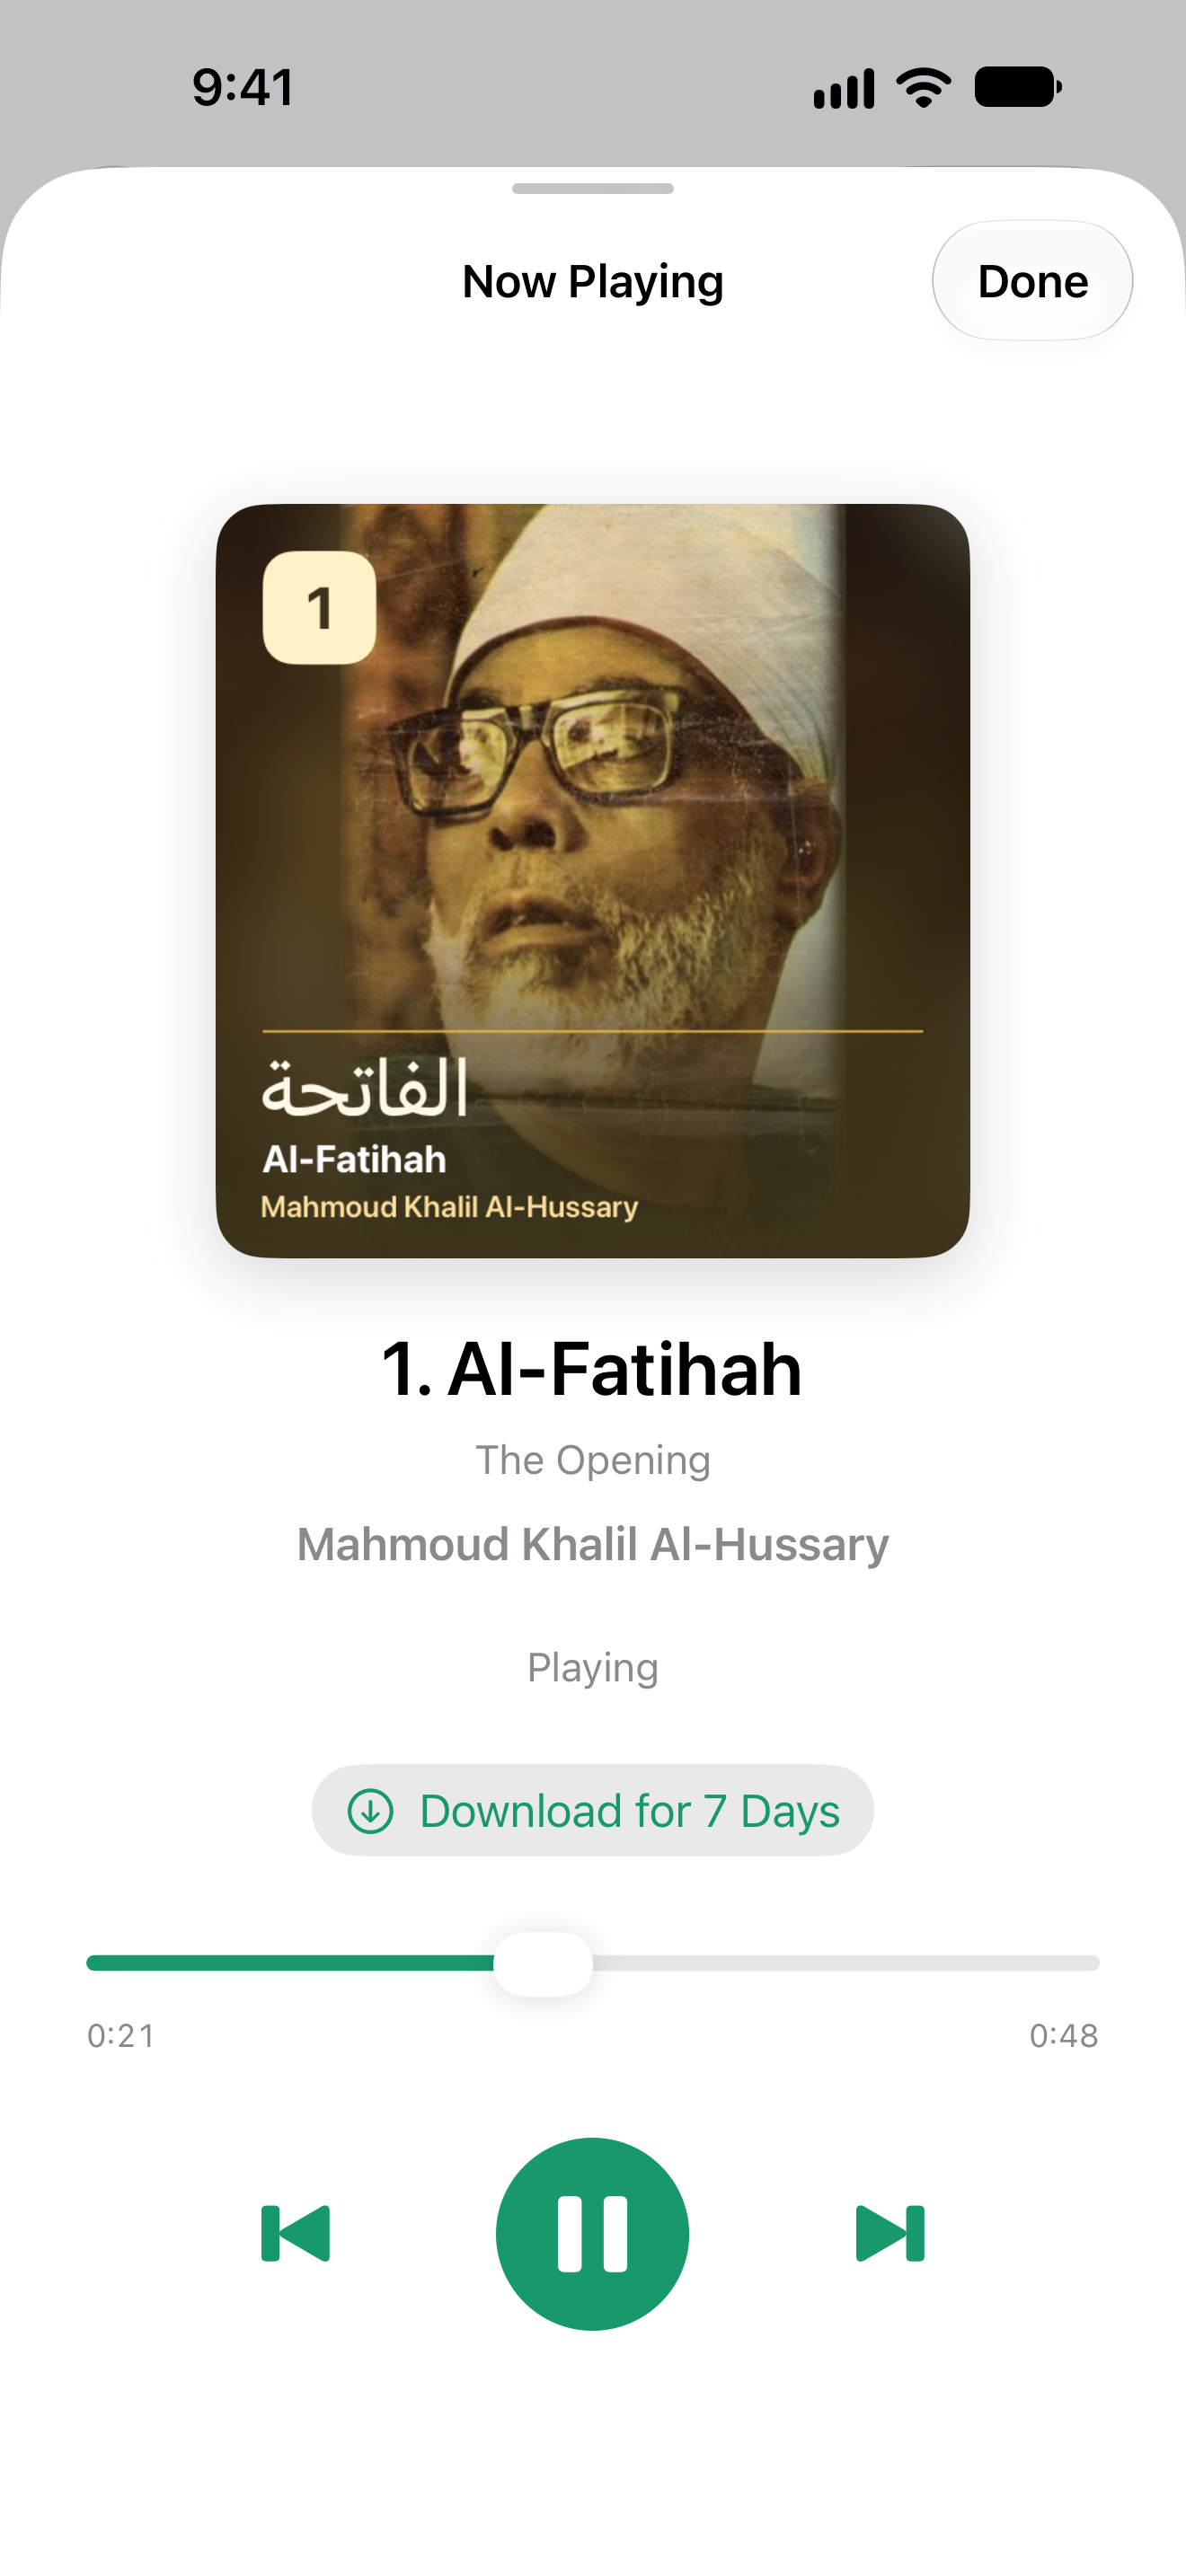 9:41
Now Playing
Done
1
الفاتحة
Al-Fatihah
Mahmoud Khalil Al-Hussary
1. Al-Fatihah
The Opening
Mahmoud Khalil Al-Hussary
Playing
Download for 7 Days
0:21
0:48